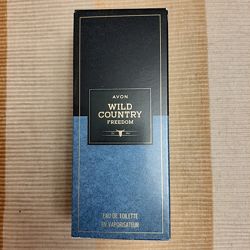 AVON
WILD
COUNTRY
FREEDOM
EAU DE TOILETTE
EN VAPORISATEUR